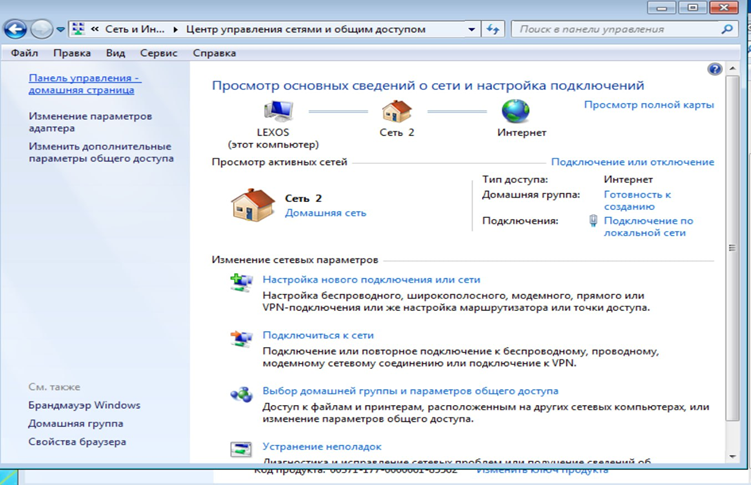 « Сеть и Ин... ▸ Центр управления сетями и общим доступом
Поиск в панели управления
Файл Правка Вид Сервис Справка
Панель управления -
домашняя страница
Изменение параметров
адаптера
Изменить дополнительные
параметры общего доступа
Просмотр основных сведений о сети и настройка подключений
Просмотр полной карты
LEXOS
(этот компьютер)
Сеть 2
Интернет
Просмотр активных сетей
Подключение или отключение
Сеть 2
Домашняя сеть
Тип доступа: Интернет
Домашняя группа: Готовность к
созданию
Подключения: Подключение по
локальной сети
Изменение сетевых параметров
Настройка нового подключения или сети
Настройка беспроводного, широкополосного, модемного, прямого или
VPN-подключения или же настройка маршрутизатора или точки доступа.
Подключиться к сети
Подключение или повторное подключение к беспроводному, проводному,
модемному сетевому соединению или подключение к VPN.
Выбор домашней группы и параметров общего доступа
Доступ к файлам и принтерам, расположенным на других сетевых компьютерах, или
изменение параметров общего доступа.
Устранение неполадок
Диагностика и исправление сетевых проблем или получение сведений об
См. также
Брандмауэр Windows
Домашняя группа
Свойства браузера
Код продукта: Изменить ключ продукта